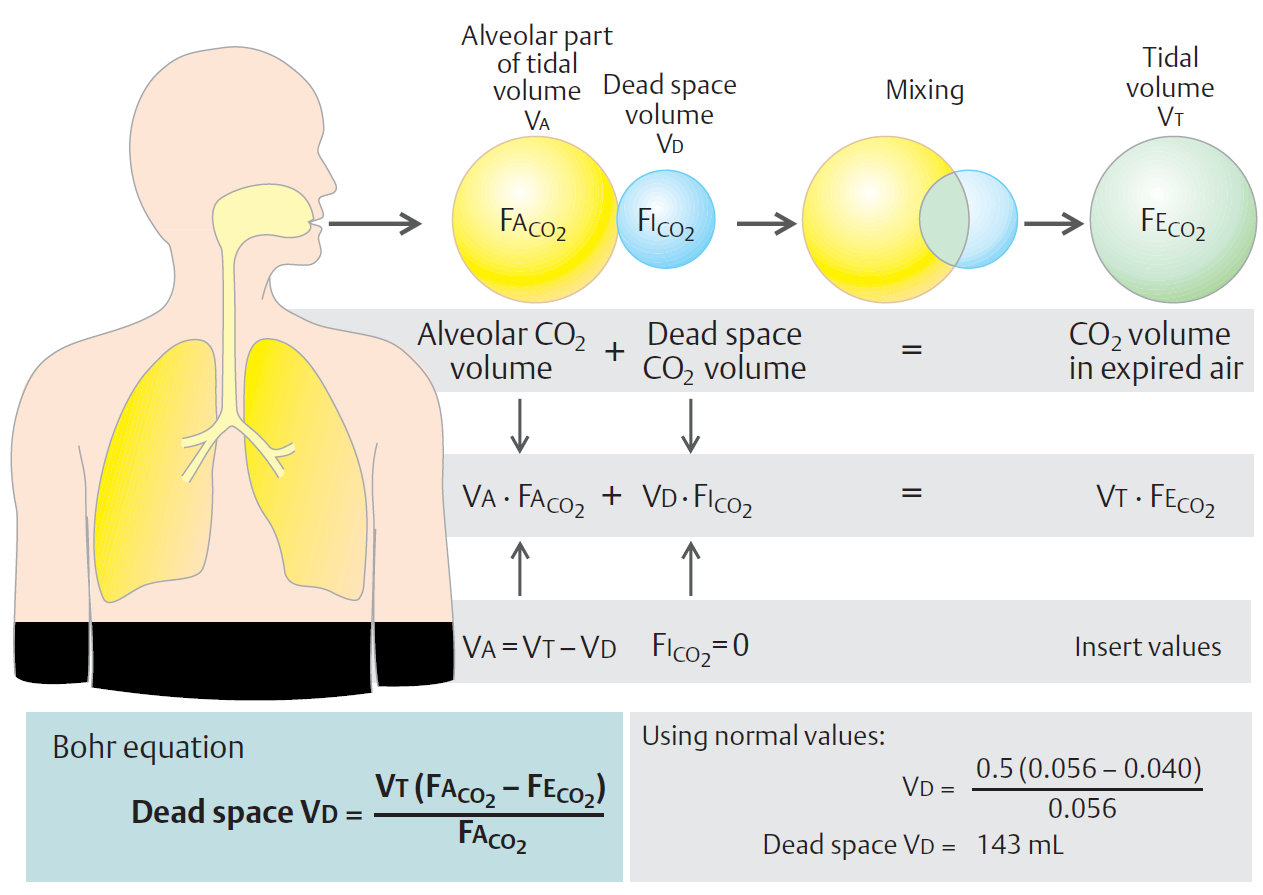 Alveolar part
of tidal
volume
VA
Dead space
volume
VD
Mixing
Tidal
volume
VT
FACO₂
FICO₂
FECO₂
Alveolar CO₂
volume
+
Dead space
CO₂ volume
=
CO₂ volume
in expired air
VA · FACO₂ + VD · FICO₂ = VT · FECO₂
VA = VT – VD FICO₂ = 0 Insert values
Bohr equation
Dead space VD = VT (FACO₂ – FECO₂)
FACO₂
Using normal values:
VD = 0.5 (0.056 – 0.040)
0.056
Dead space VD = 143 mL